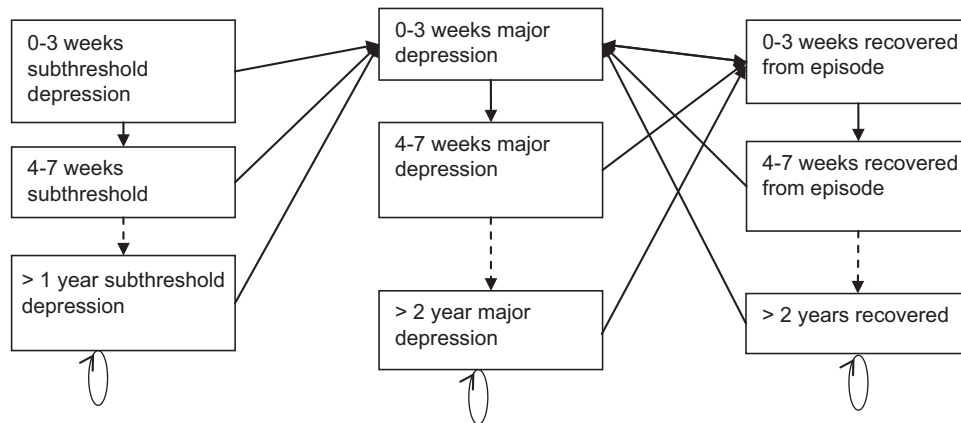 0-3 weeks
subthreshold
depression
4-7 weeks
subthreshold
> 1 year subthreshold
depression
0-3 weeks major
depression
4-7 weeks major
depression
> 2 year major
depression
0-3 weeks recovered
from episode
4-7 weeks recovered
from episode
> 2 years recovered